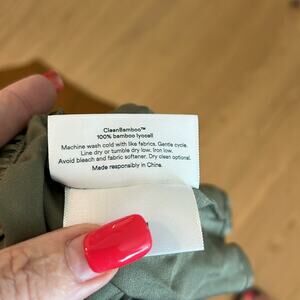 CleanBamboo™
100% bamboo lyocell
Machine wash cold with like fabrics. Gentle cycle.
Line dry or tumble dry low. Iron low.
Avoid bleach and fabric softener. Dry clean optional.
Made responsibly in China.